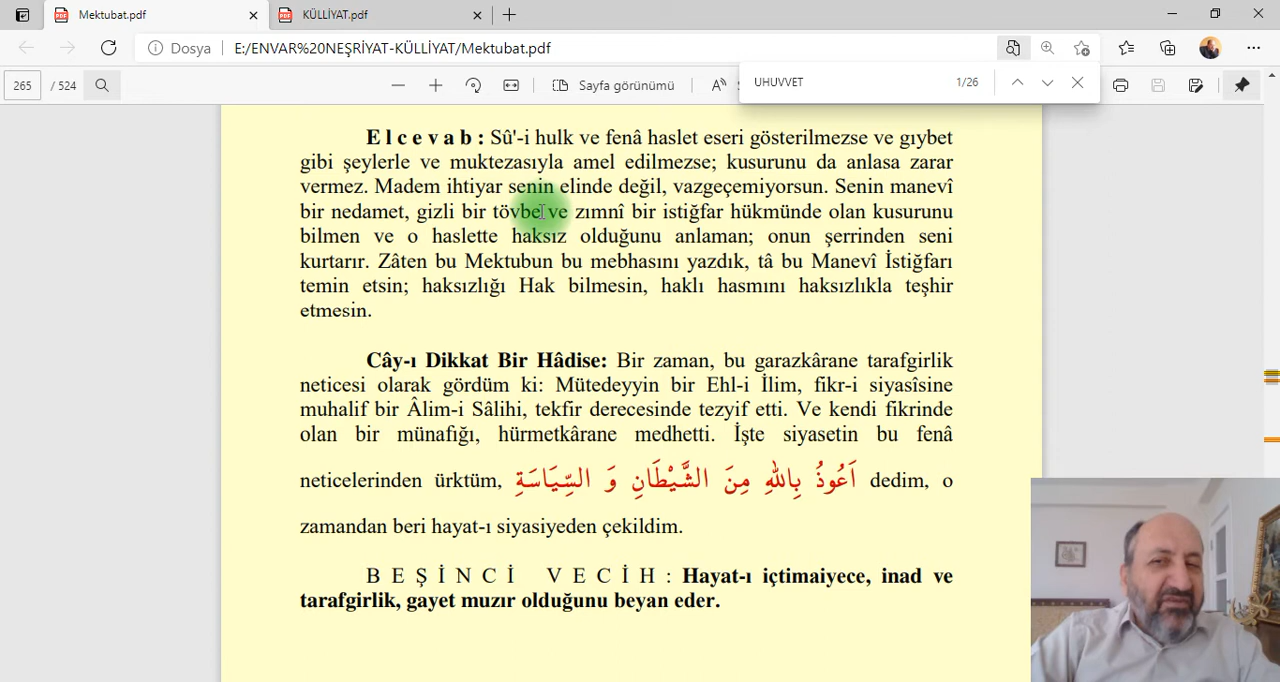 Mektubat.pdf
KÜLLİYAT.pdf
Dosya
E:/ENVAR%20NEŞRİYAT-KÜLLİYAT/Mektubat.pdf
265 / 524
Sayfa görünümü
UHUVVET 1/26
Elcevab: Sû'-i hulk ve fenâ haslet eseri gösterilmezse ve gıybet
gibi şeylerle ve muktezasıyla amel edilmezse; kusurunu da anlasa zarar
vermez. Madem ihtiyar senin elinde değil, vazgeçemiyorsun. Senin manevî
bir nedamet, gizli bir tövbe ve zımnî bir istiğfar hükmünde olan kusurunu
bilmen ve o haslette haksız olduğunu anlaman; onun şerrinden seni
kurtarır. Zâten bu Mektubun bu mebhasını yazdık, tâ bu Manevî İstiğfarı
temin etsin; haksızlığı Hak bilmesin, haklı hasmını haksızlıkla teşhir
etmesin.
Cây-ı Dikkat Bir Hâdise: Bir zaman, bu garazkârane tarafgirlik
neticesi olarak gördüm ki: Mütedeyyin bir Ehl-i İlim, fikr-i siyasîsine
muhalif bir Âlim-i Sâlihi, tekfir derecesinde tezyif etti. Ve kendi fikrinde
olan bir münafığı, hürmetkârane medhetti. İşte siyasetin bu fenâ
neticelerinden ürktüm, اَعُوذُ بِاللّٰهِ مِنَ الشَّيْطَانِ وَ السِّيَاسَةِ dedim, o
zamandan beri hayat-ı siyasiyeden çekildim.
BEŞİNCİ VECİH: Hayat-ı içtimaiyece, inad ve
tarafgirlik, gayet muzır olduğunu beyan eder.